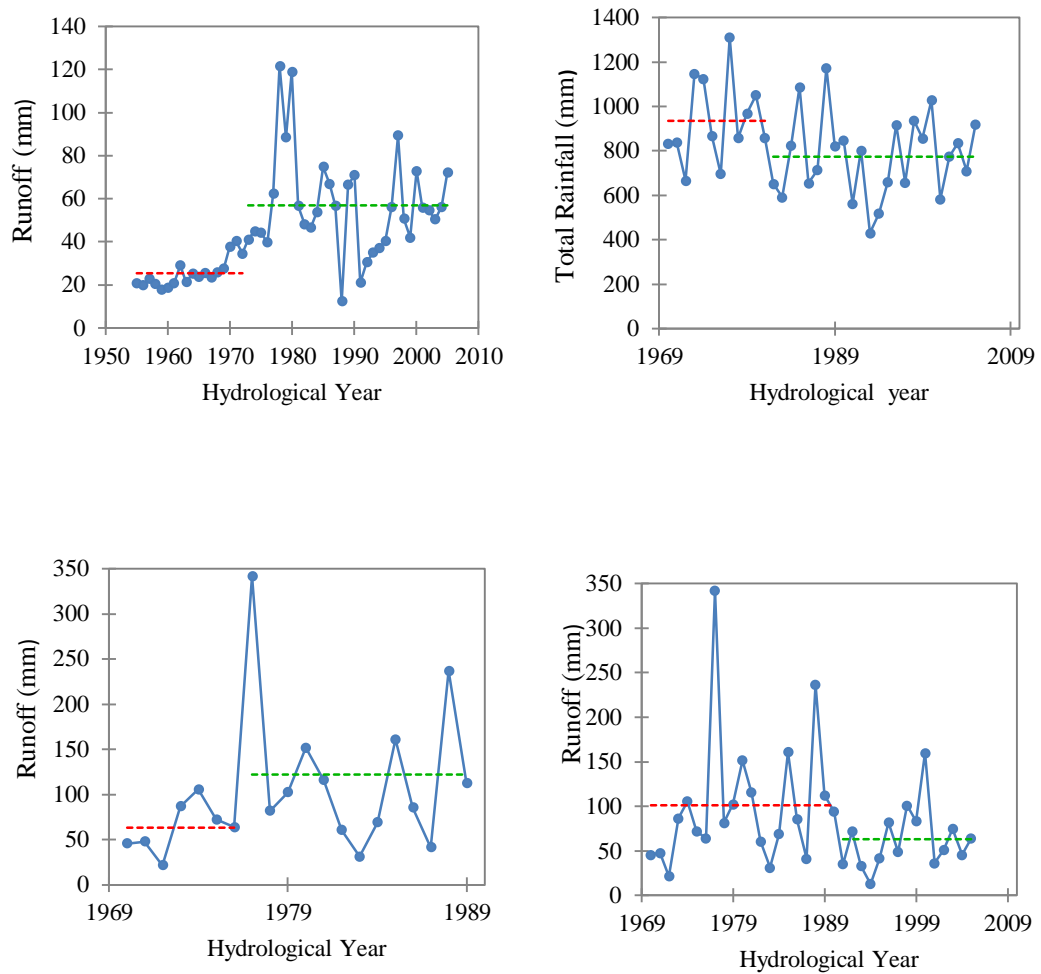 140
120
100
80
60
40
20
0
1950 1960 1970 1980 1990 2000 2010
Runoff (mm)
Hydrological Year
1400
1200
1000
800
600
400
200
0
1969 1989 2009
Total Rainfall (mm)
Hydrological year
350
300
250
200
150
100
50
0
1969 1979 1989
Runoff (mm)
Hydrological Year
350
300
250
200
150
100
50
0
1969 1979 1989 1999 2009
Runoff (mm)
Hydrological Year